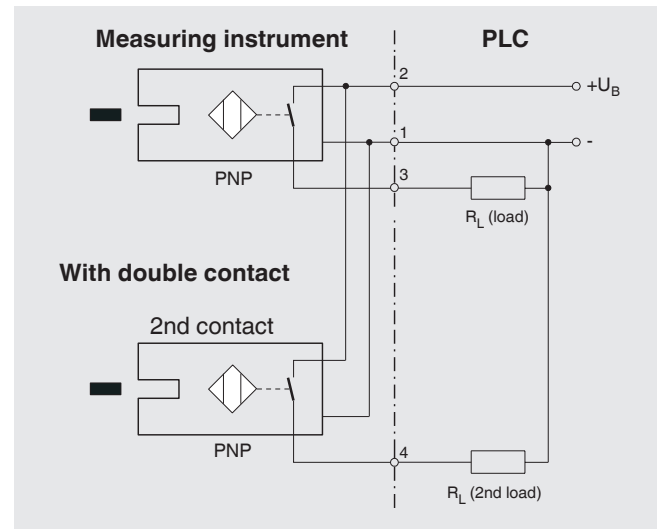 Measuring instrument
PLC
2
+U_B
1
-
PNP
3
R_L (load)
With double contact
2nd contact
PNP
4
R_L (2nd load)